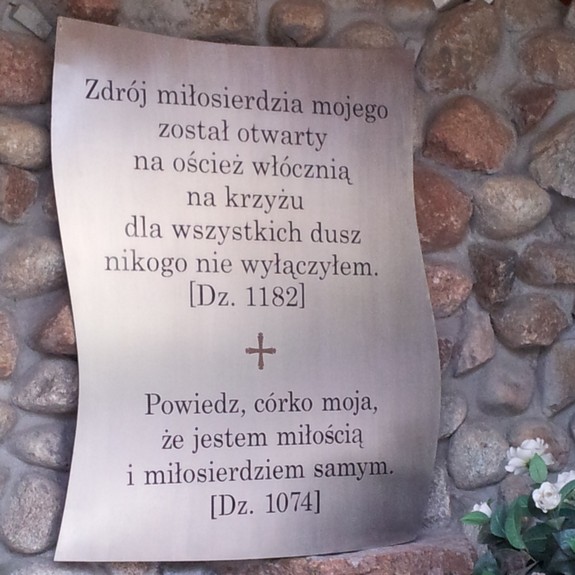 Zdrój miłosierdzia mojego
został otwarty
na oścież włócznią
na krzyżu
dla wszystkich dusz
nikogo nie wyłączyłem.
[Dz. 1182]
Powiedz, córko moja,
że jestem miłością
i miłosierdziem samym.
[Dz. 1074]